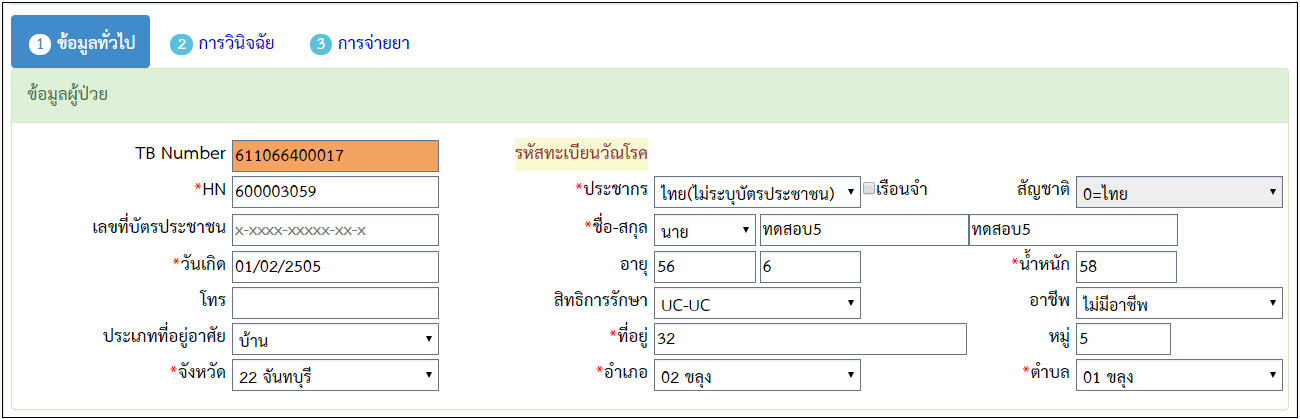 1 ข้อมูลทั่วไป 2 การวินิจฉัย 3 การจ่ายยา
ข้อมูลผู้ป่วย
TB Number 611066400017 รหัสทะเบียนวัณโรค
*HN 600003059 *ประชากร ไทย(ไม่ระบุบัตรประชาชน) เรือนจำ สัญชาติ 0=ไทย
เลขที่บัตรประชาชน x-xxxx-xxxxx-xx-x *ชื่อ-สกุล นาย ทดสอบ5 ทดสอบ5
*วันเกิด 01/02/2505 อายุ 56 6 *น้ำหนัก 58
โทร สิทธิการรักษา UC-UC อาชีพ ไม่มีอาชีพ
ประเภทที่อยู่อาศัย บ้าน *ที่อยู่ 32 หมู่ 5
*จังหวัด 22 จันทบุรี *อำเภอ 02 ขลุง *ตำบล 01 ขลุง